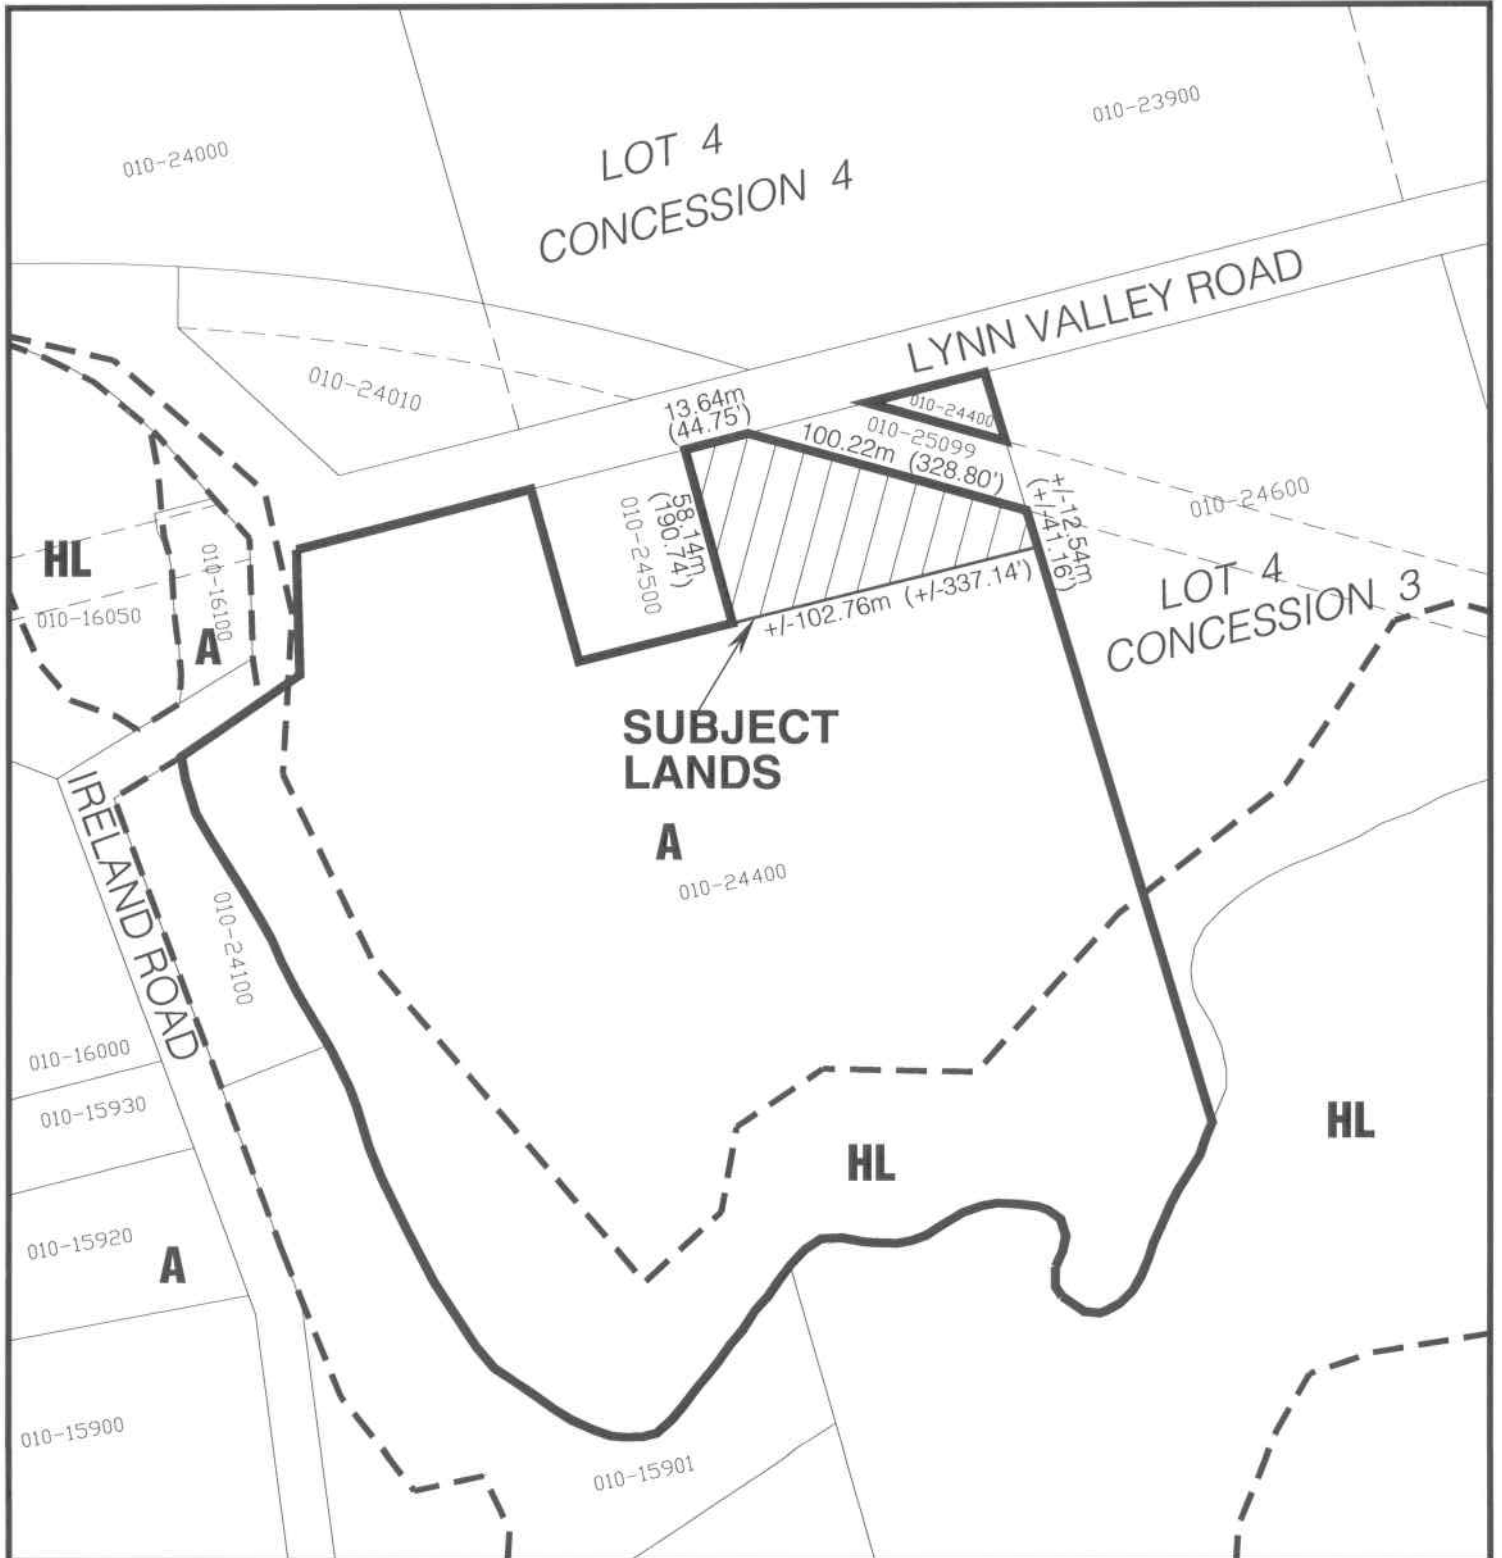 010-24000
LOT 4
CONCESSION 4
010-23900
LYNN VALLEY ROAD
010-24010
13.64m
(44.75')
010-24400
010-25099
100.22m (328.80')
+/-12.54m
(+/-41.16')
010-24600
58.14m
(190.74')
010-24500
+/-102.76m (+/-337.14')
LOT 4
CONCESSION 3
HL
010-16050
010-16100
A
SUBJECT
LANDS
A
010-24400
IRELAND ROAD
010-24100
010-16000
010-15930
HL
HL
010-15920
A
010-15900
010-15901